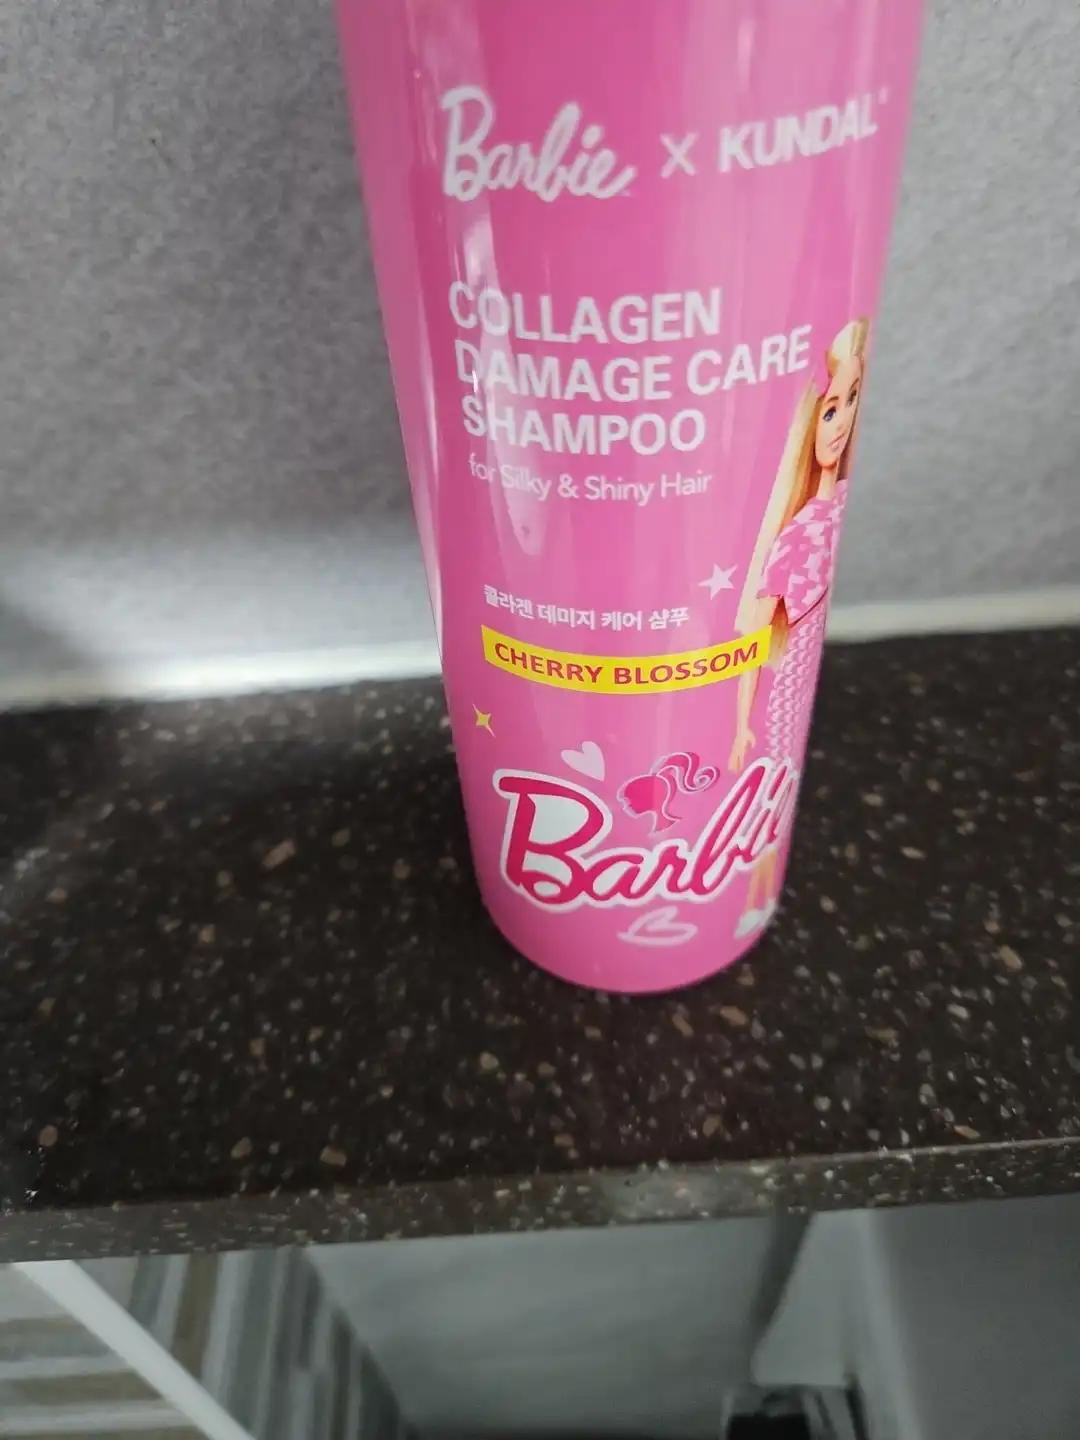 Barbie X KUNDAL
COLLAGEN
DAMAGE CARE
SHAMPOO
for Silky & Shiny Hair
콜라겐 데미지 케어 샴푸
CHERRY BLOSSOM
Barbie
B